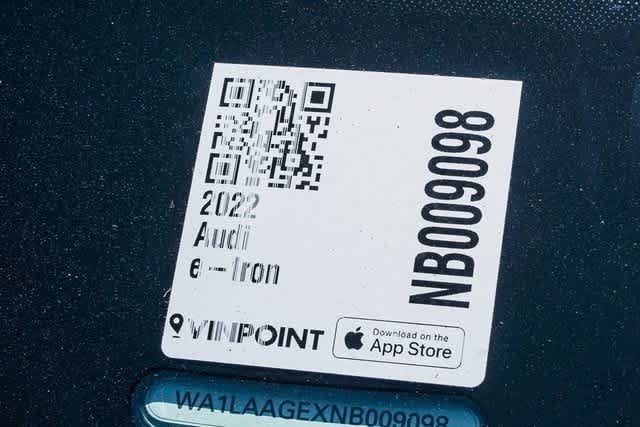 2022
Audi
e-tron
VINPOINT
Download on the
App Store
NB009098
WA1LAAGEXNB009098